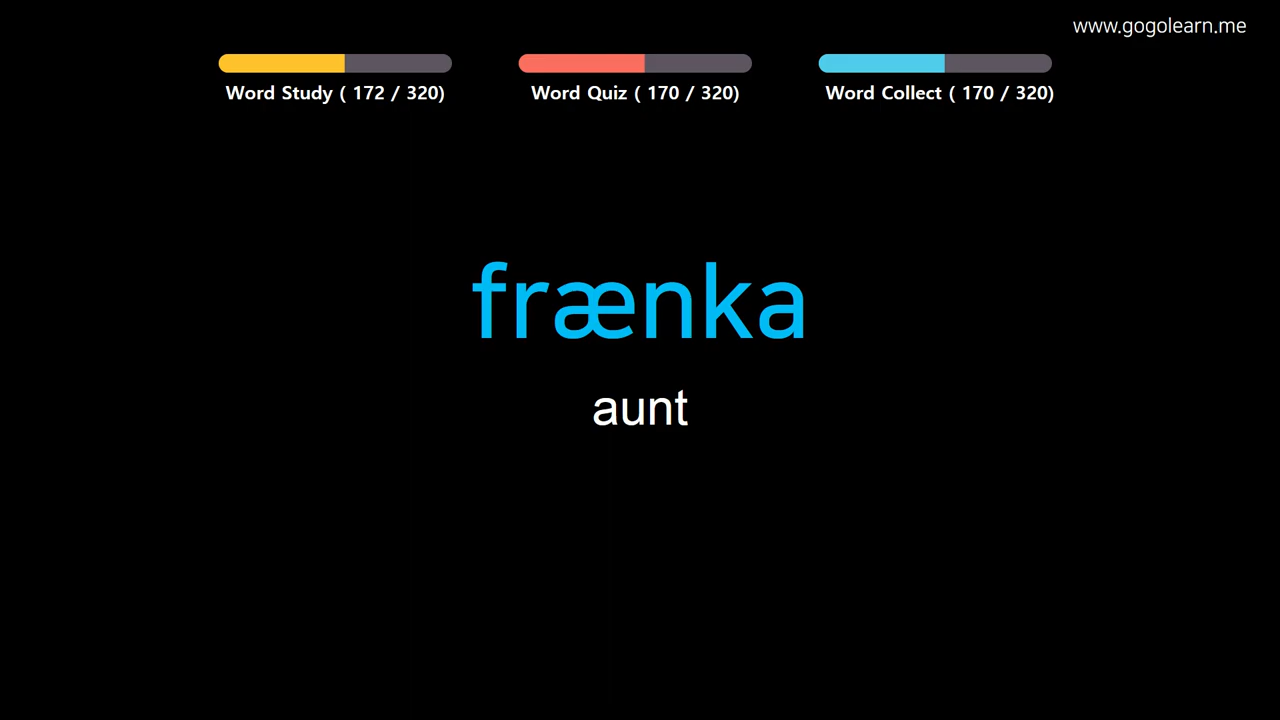 www.gogolearn.me
Word Study ( 172 / 320)
Word Quiz ( 170 / 320)
Word Collect ( 170 / 320)
frænka
aunt